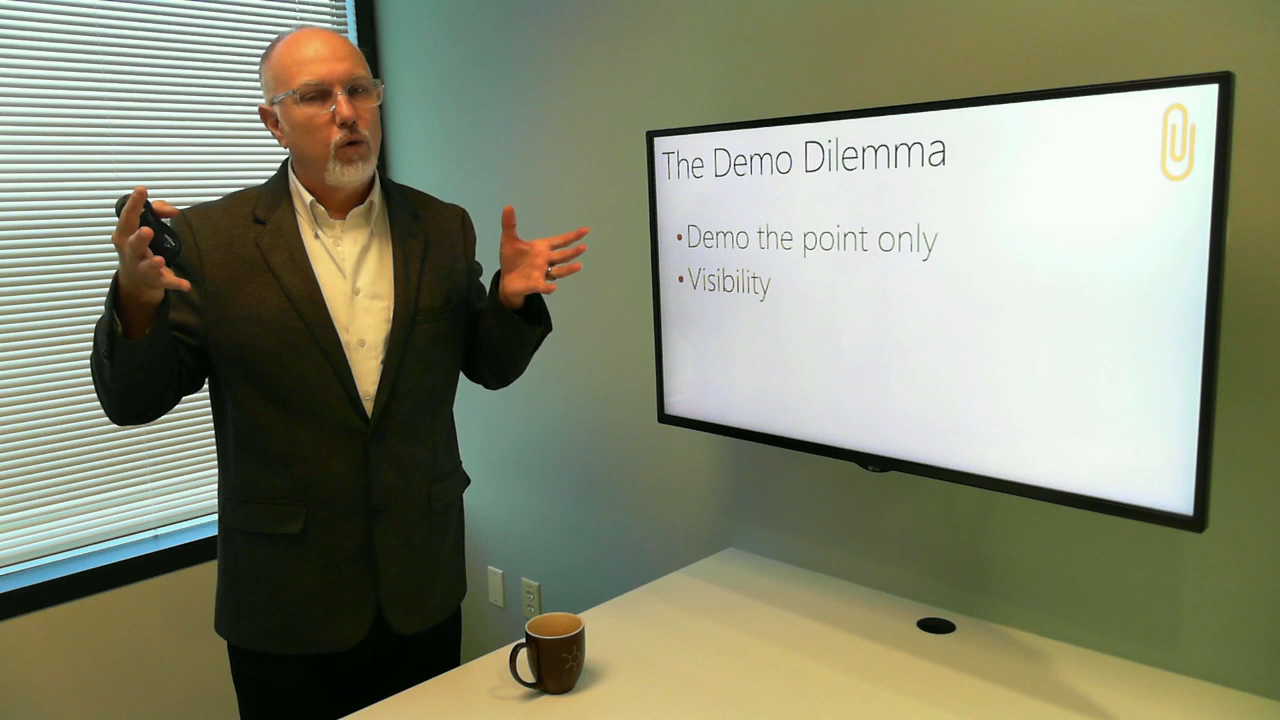 The Demo Dilemma
•Demo the point only
•Visibility